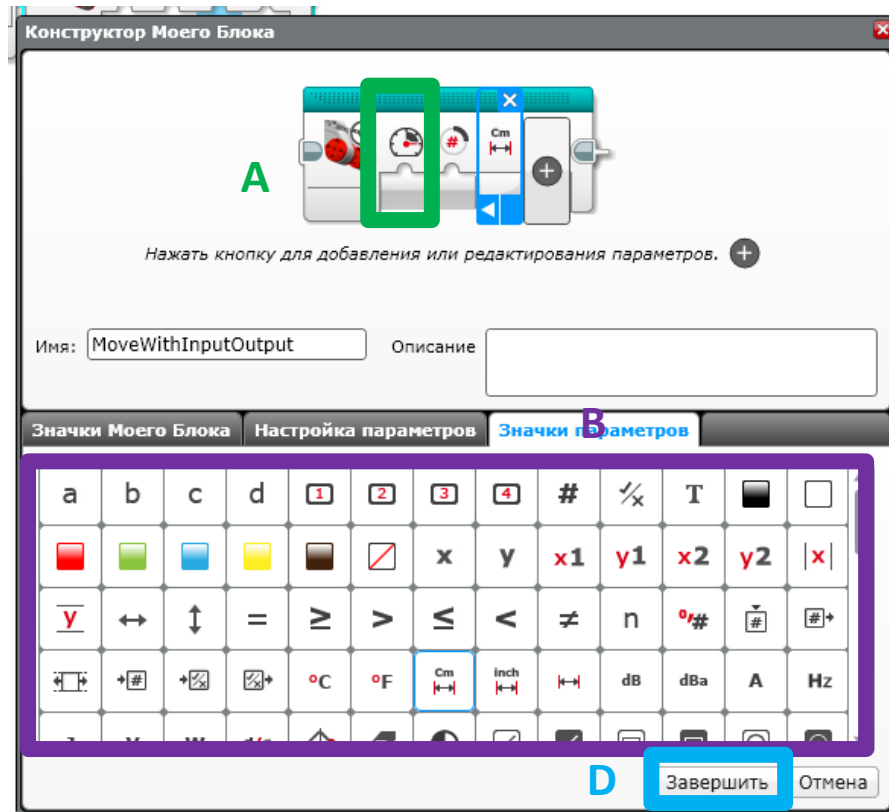 Конструктор Моего Блока
#
Cm
A
Нажать кнопку для добавления или редактирования параметров.
Имя: MoveWithInputOutput Описание
B
Значки Моего Блока Настройка параметров Значки параметров
a b c d 1 2 3 4 # T
x y x1 y1 x2 y2 |x|
y = ≥ > ≤ < ≠ n °/# # #
# °C °F Cm inch dB dBa A Hz
D Завершить Отмена